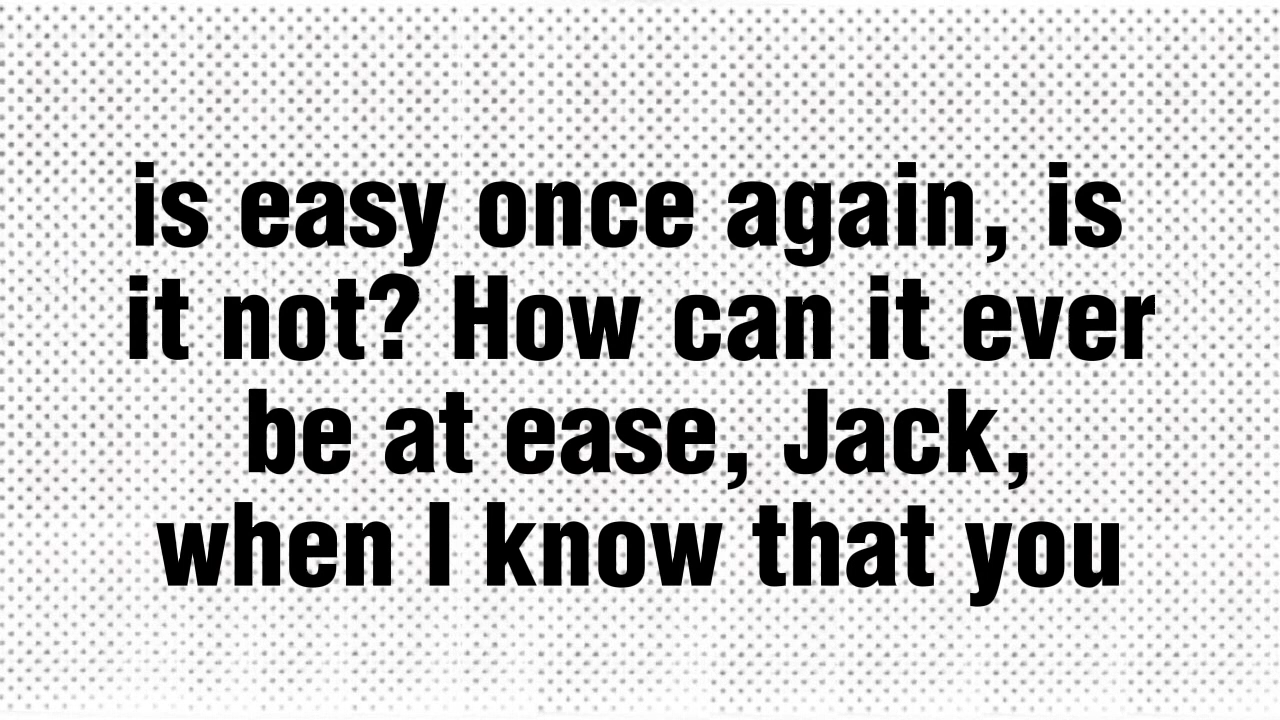 is easy once again, is
it not? How can it ever
be at ease, Jack,
when I know that you